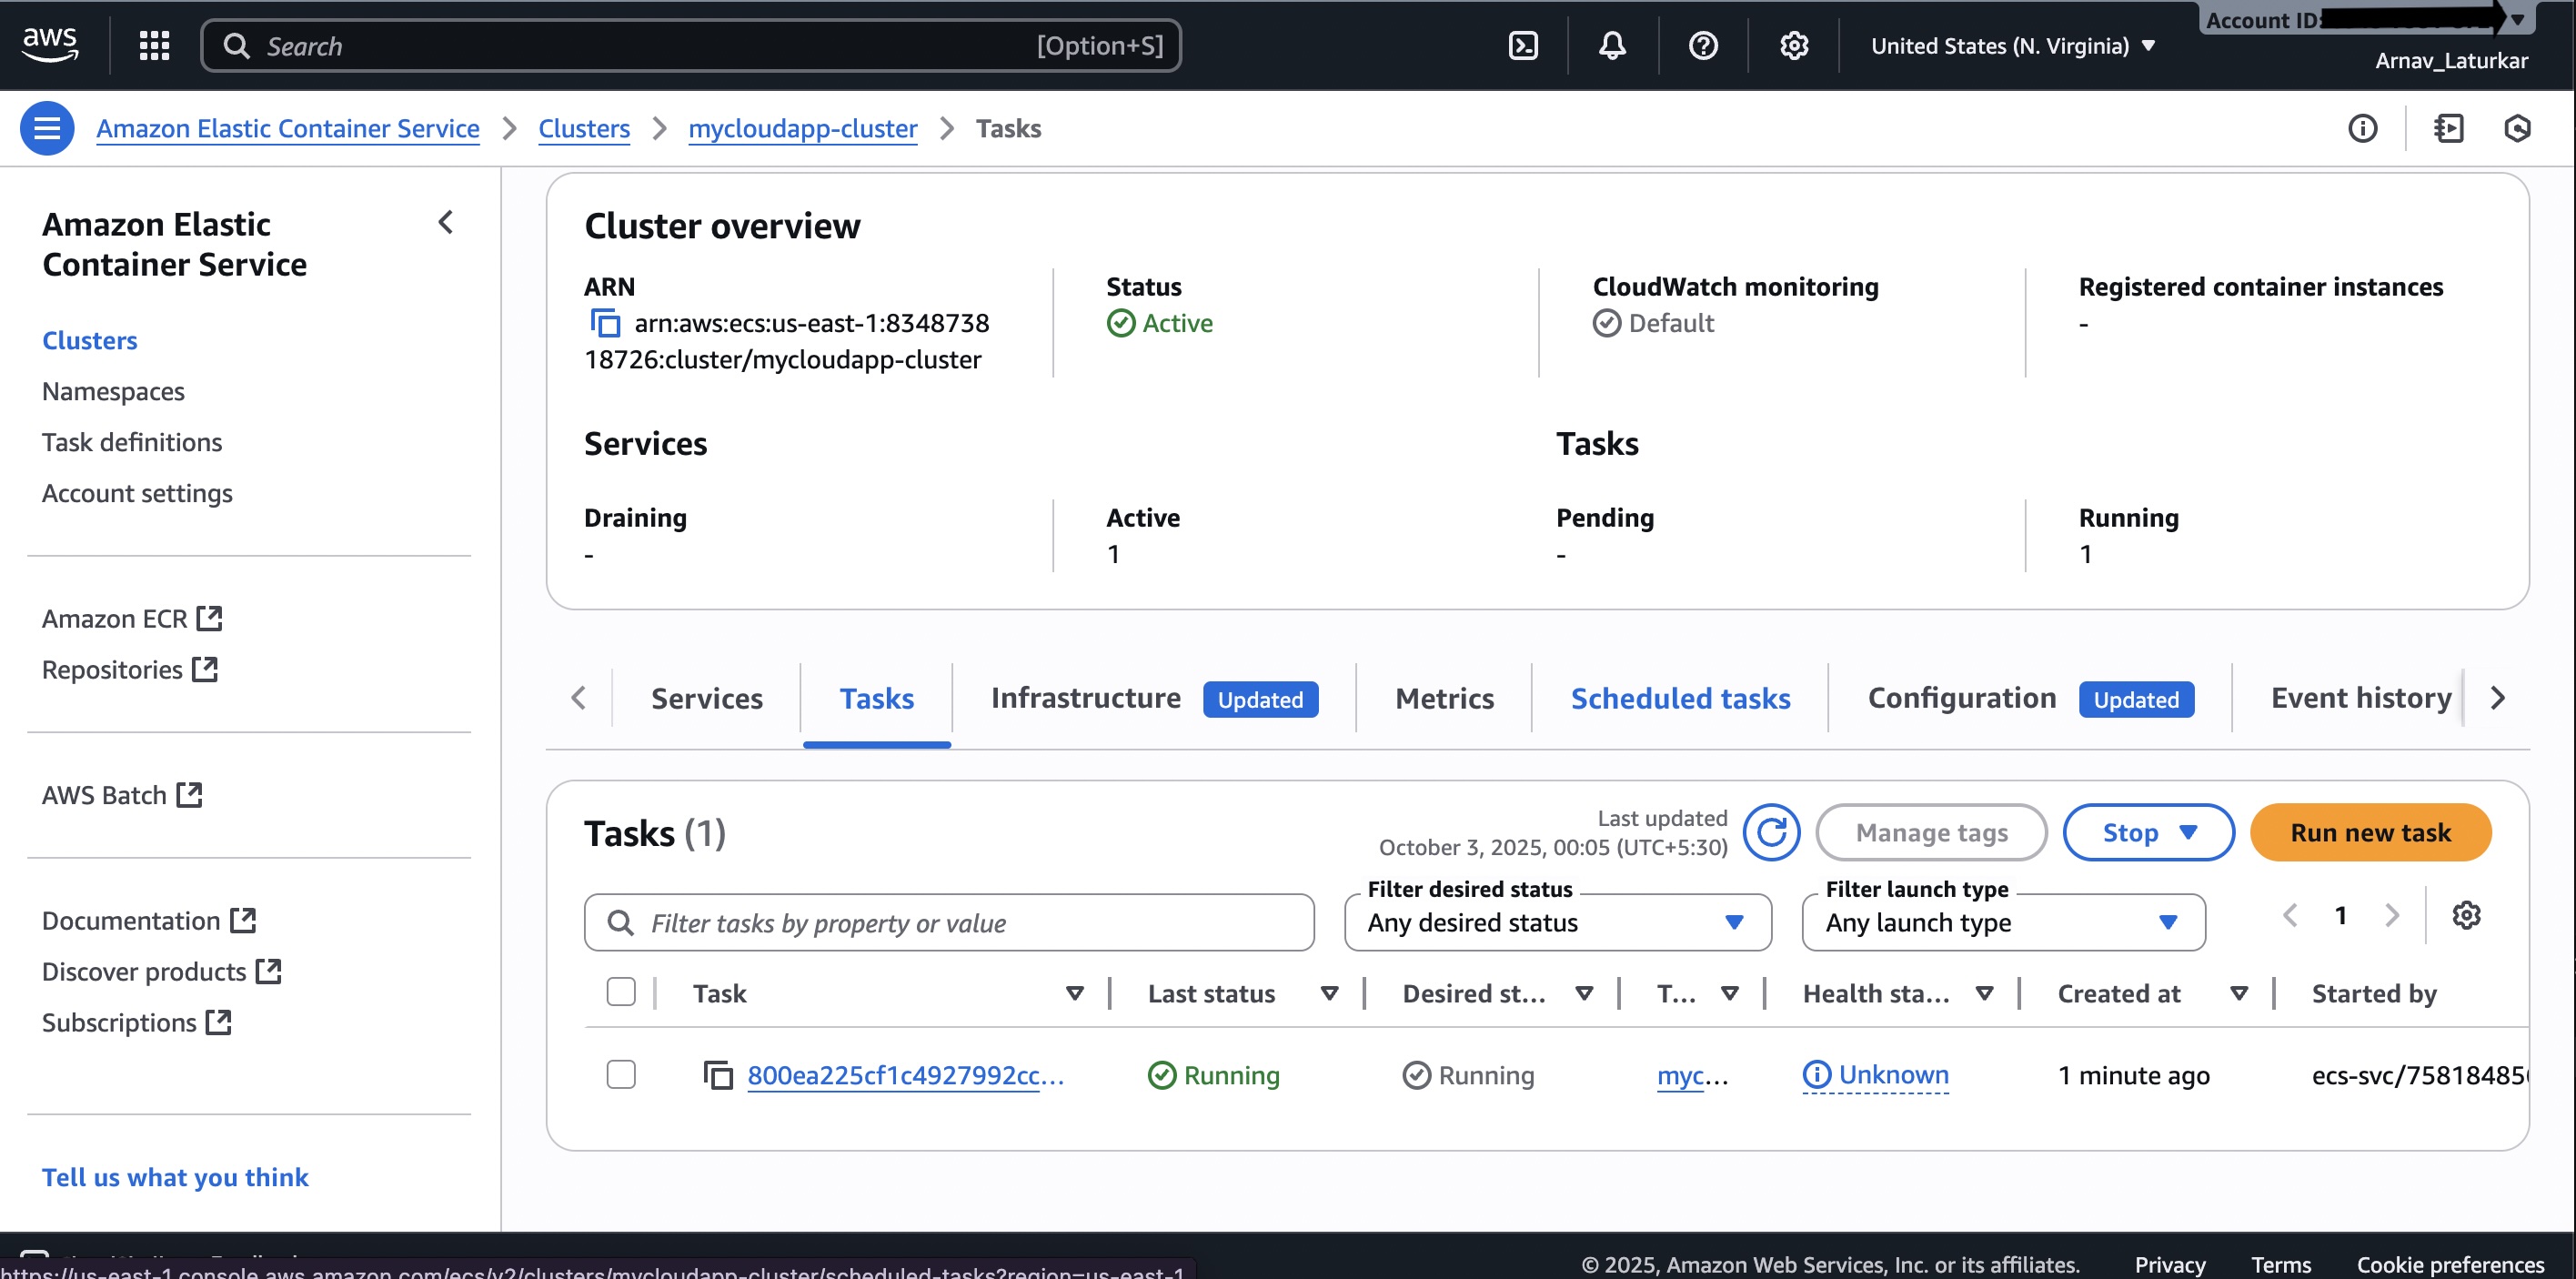 aws
Search
[Option+S]
United States (N. Virginia)
Account ID:
Arnav_Laturkar
Amazon Elastic Container Service
Clusters
mycloudapp-cluster
Tasks
Amazon Elastic
Container Service
Clusters
Namespaces
Task definitions
Account settings
Amazon ECR
Repositories
AWS Batch
Documentation
Discover products
Subscriptions
Tell us what you think
Cluster overview
ARN
arn:aws:ecs:us-east-1:8348738
18726:cluster/mycloudapp-cluster
Status
Active
CloudWatch monitoring
Default
Registered container instances
-
Services
Tasks
Draining
-
Active
1
Pending
-
Running
1
Services
Tasks
Infrastructure Updated
Metrics
Scheduled tasks
Configuration Updated
Event history
Tasks (1)
Last updated
October 3, 2025, 00:05 (UTC+5:30)
Manage tags
Stop
Run new task
Filter tasks by property or value
Filter desired status
Any desired status
Filter launch type
Any launch type
1
Task
Last status
Desired st...
T...
Health sta...
Created at
Started by
800ea225cf1c4927992cc...
Running
Running
myc...
Unknown
1 minute ago
ecs-svc/75818485
© 2025, Amazon Web Services, Inc. or its affiliates.
Privacy
Terms
Cookie preferences
https://us-east-1.console.aws.amazon.com/ecs/v2/clusters/mycloudapp-cluster/scheduled-tasks?region=us-east-1